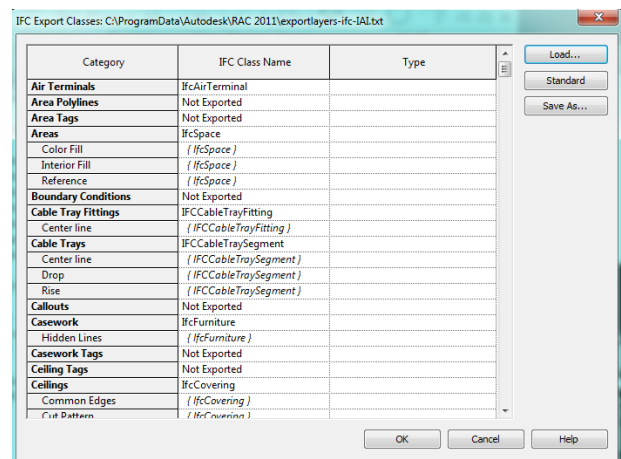 IFC Export Classes: C:\ProgramData\Autodesk\RAC 2011\exportlayers-ifc-IAI.txt
Category IFC Class Name Type
Load...
Standard
Save As...
Air Terminals IfcAirTerminal
Area Polylines Not Exported
Area Tags Not Exported
Areas IfcSpace
Color Fill { IfcSpace }
Interior Fill { IfcSpace }
Reference { IfcSpace }
Boundary Conditions Not Exported
Cable Tray Fittings IFCCableTrayFitting
Center line { IFCCableTrayFitting }
Cable Trays IFCCableTraySegment
Center line { IFCCableTraySegment }
Drop { IFCCableTraySegment }
Rise { IFCCableTraySegment }
Callouts Not Exported
Casework IfcFurniture
Hidden Lines { IfcFurniture }
Casework Tags Not Exported
Ceiling Tags Not Exported
Ceilings IfcCovering
Common Edges { IfcCovering }
Cut Pattern { IfcCovering }
OK Cancel Help